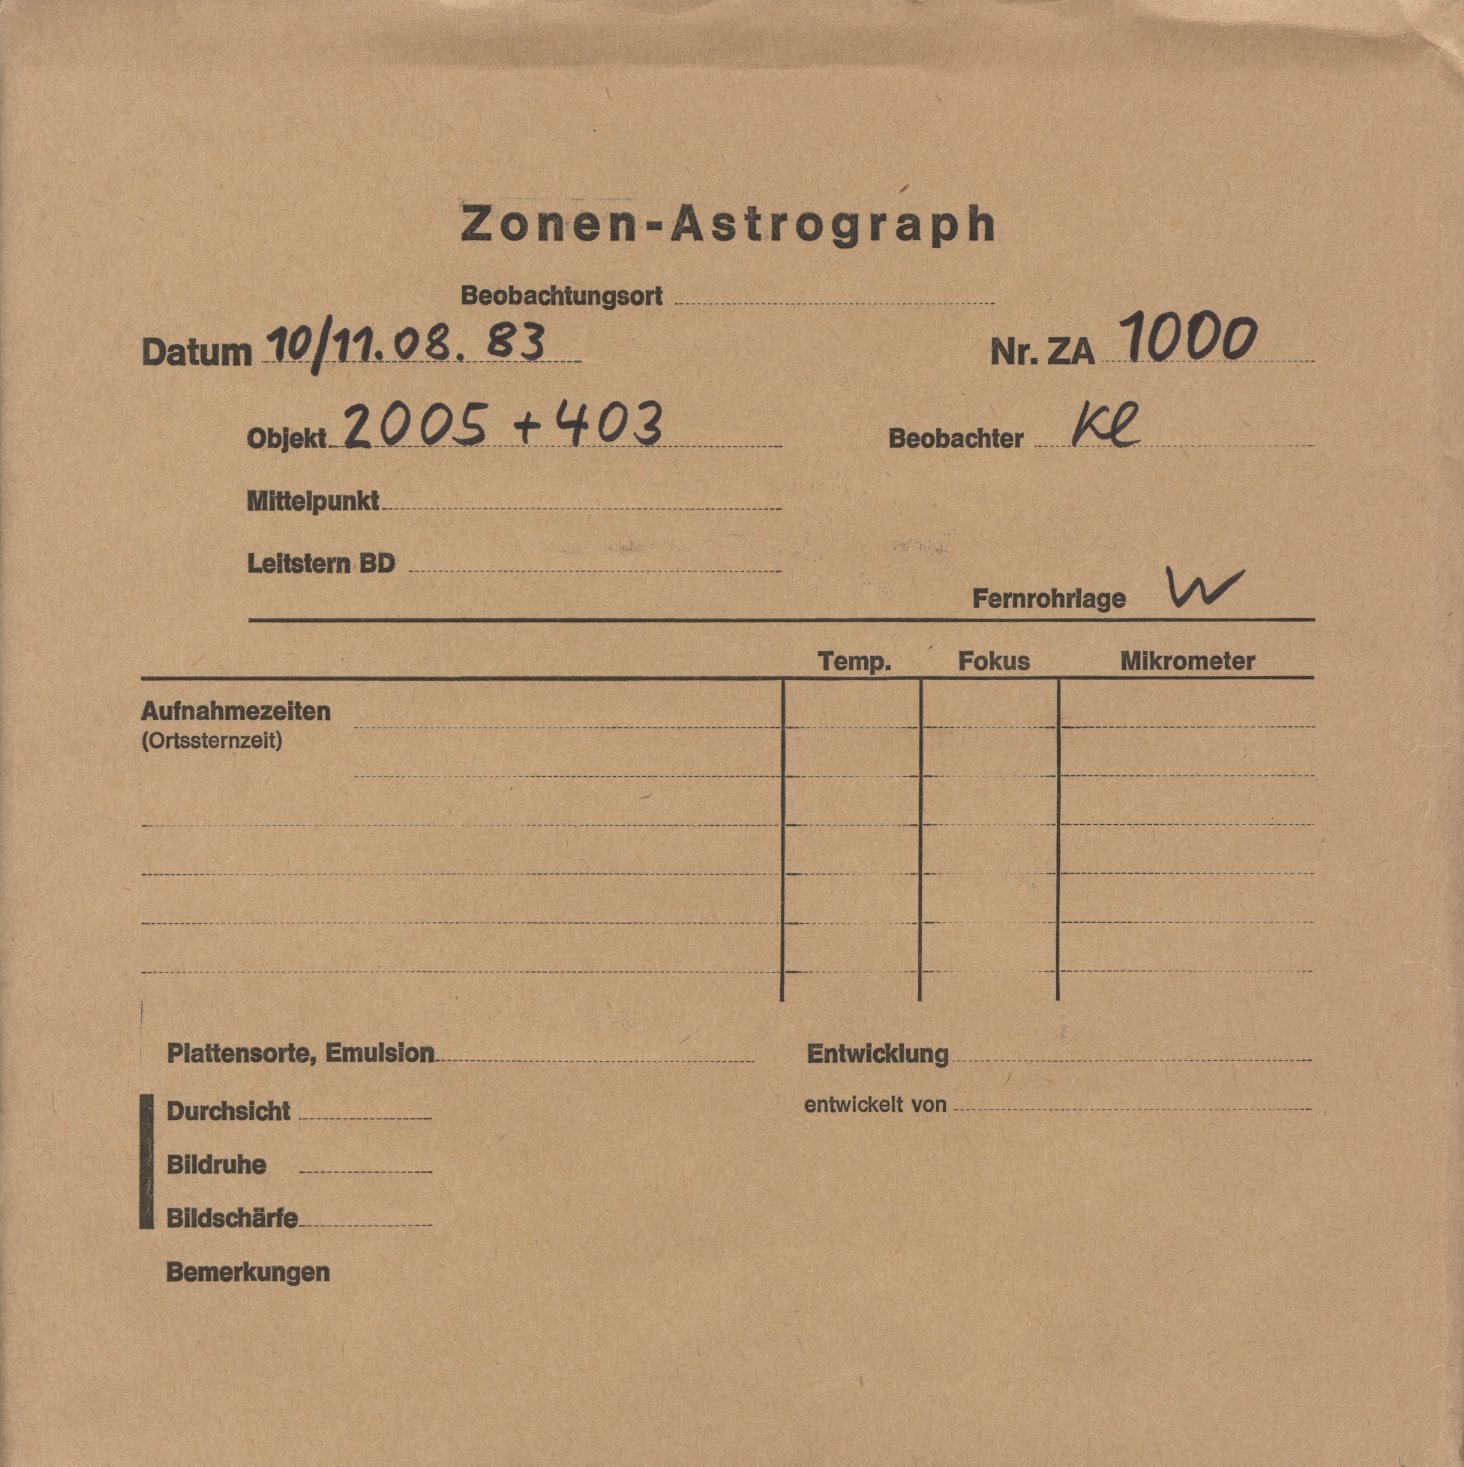 Zonen-Astrograph
Beobachtungsort
Datum 10/11.08.83
Nr. ZA 1000
Objekt 2005 +403
Beobachter Kl
Mittelpunkt
Leitstern BD
Fernrohrlage W
Temp. Fokus Mikrometer
Aufnahmezeiten
(Ortssternzeit)
Plattensorte, Emulsion
Entwicklung
Durchsicht
entwickelt von
Bildruhe
Bildschärfe
Bemerkungen